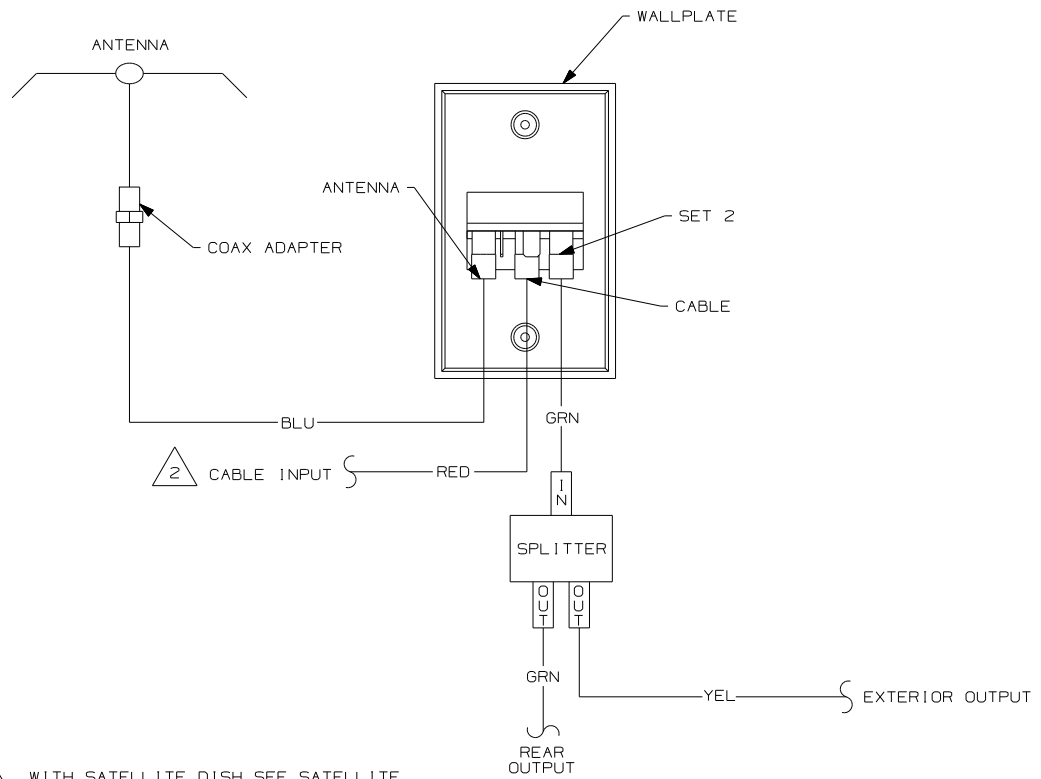 WALLPLATE
ANTENNA
ANTENNA
SET 2
COAX ADAPTER
CABLE
BLU
GRN
2 CABLE INPUT
RED
IN
SPLITTER
OUT
OUT
GRN
YEL
EXTERIOR OUTPUT
REAR
OUTPUT
WITH SATELLITE DISH SEE SATELLITE